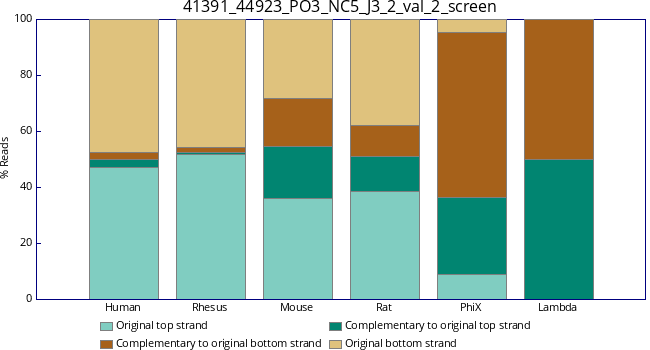 41391_44923_PO3_NC5_J3_2_val_2_screen
100
80
60
40
20
0
% Reads
Human Rhesus Mouse Rat PhiX Lambda
Original top strand Complementary to original top strand
Complementary to original bottom strand Original bottom strand